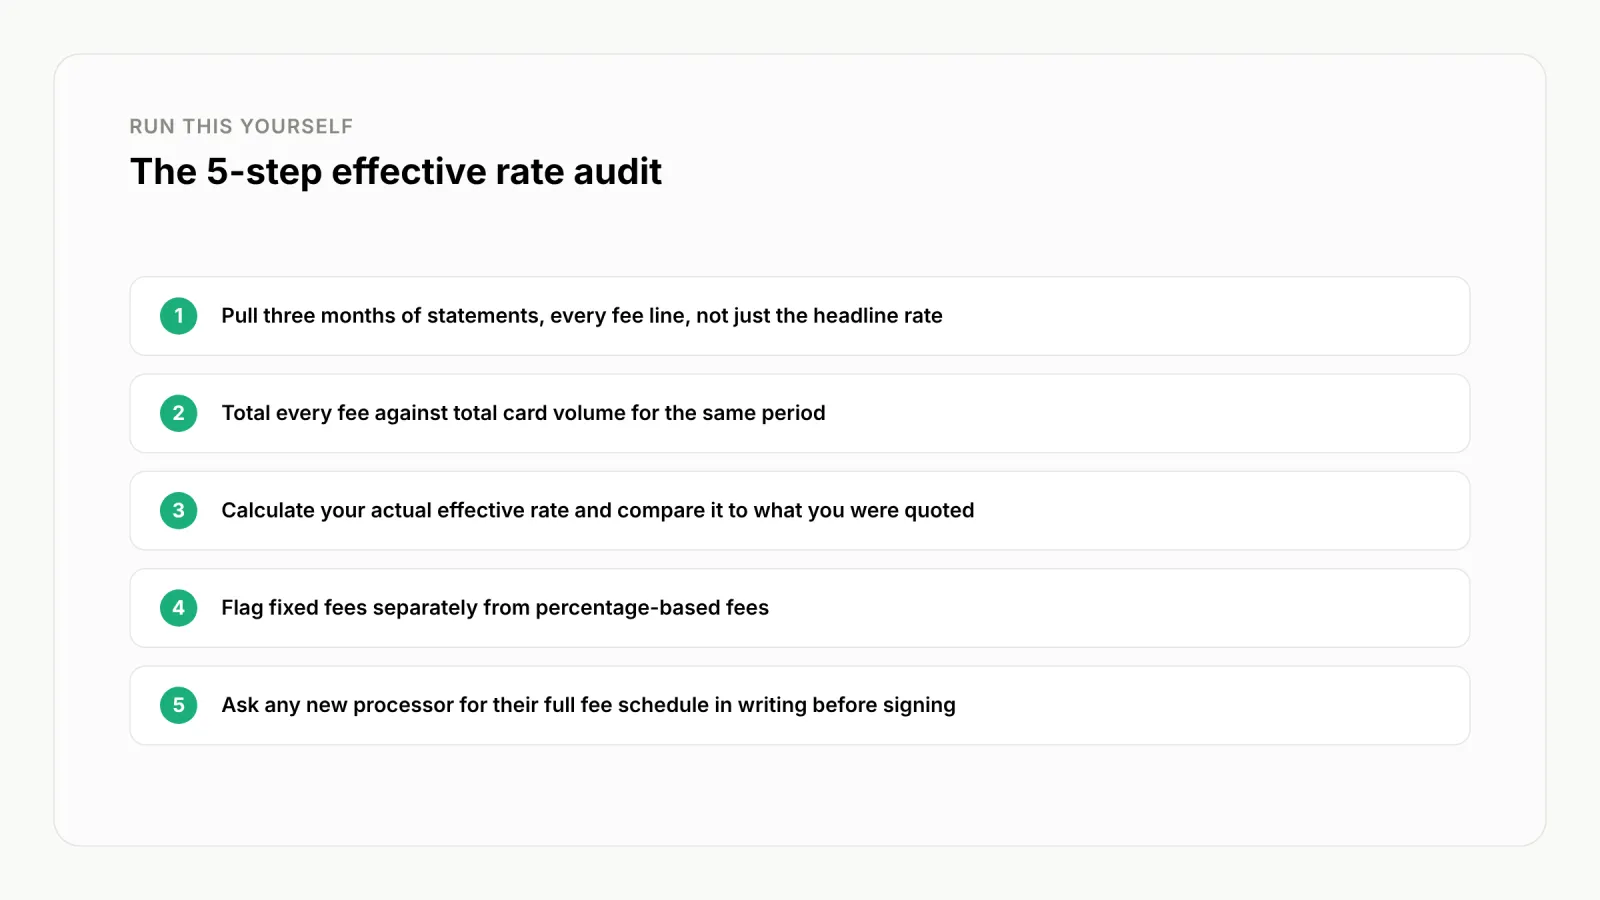 RUN THIS YOURSELF
The 5-step effective rate audit
1 Pull three months of statements, every fee line, not just the headline rate
2 Total every fee against total card volume for the same period
3 Calculate your actual effective rate and compare it to what you were quoted
4 Flag fixed fees separately from percentage-based fees
5 Ask any new processor for their full fee schedule in writing before signing